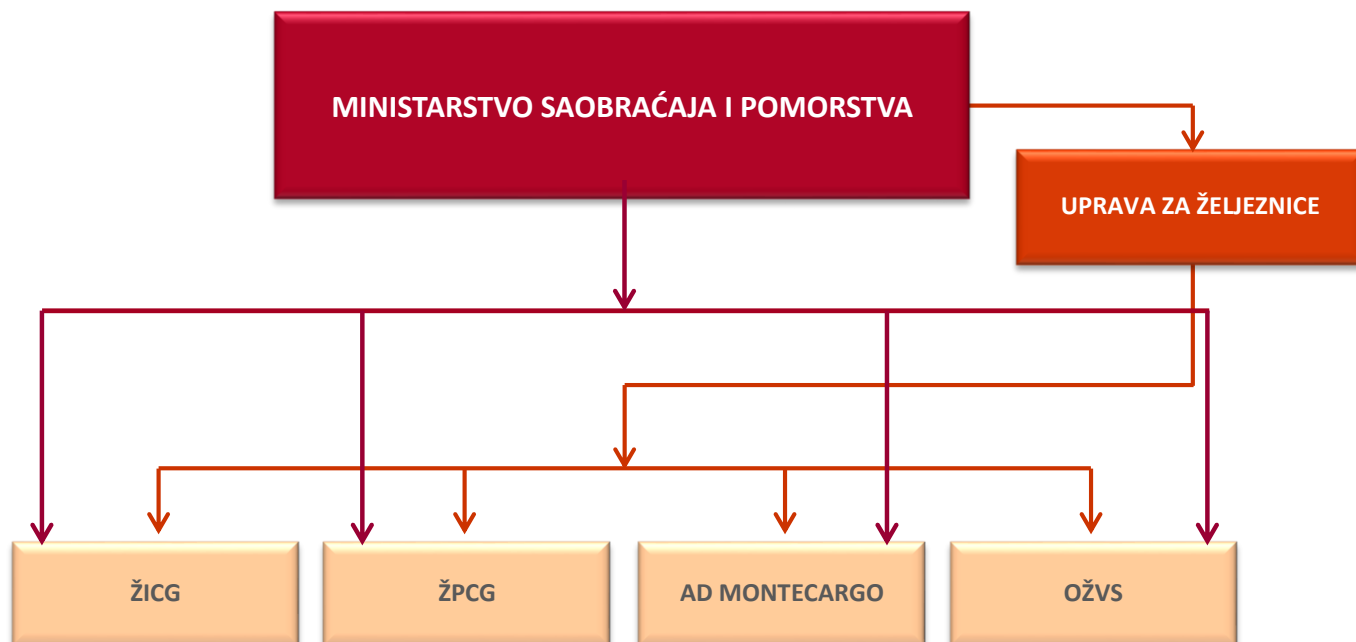 MINISTARSTVO SAOBRAĆAJA I POMORSTVA
UPRAVA ZA ŽELJEZNICE
ŽICG
ŽPCG
AD MONTECARGO
OŽVS